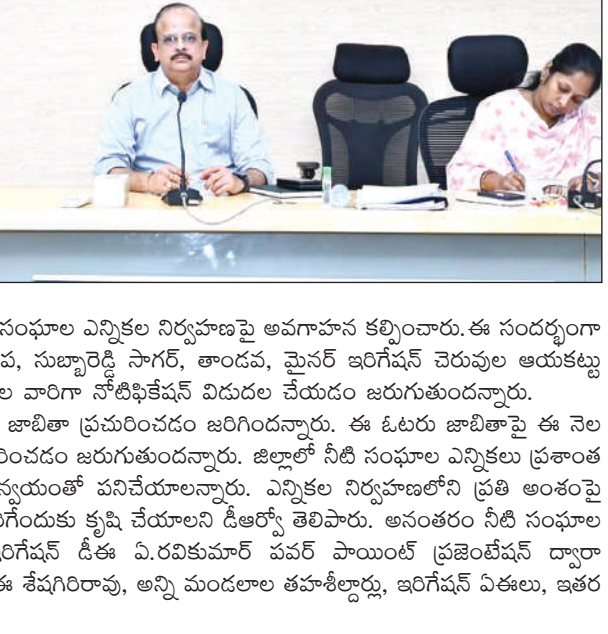 సంఘాల ఎన్నికల నిర్వహణపై అవగాహన కల్పించారు.ఈ సందర్భంగా
ప, సుబ్బారెడ్డి సాగర్, తాండవ, మైనర్ ఇరిగేషన్ చెరువుల ఆయకట్టు
ల వారిగా నోటిఫికేషన్ విడుదల చేయడం జరుగుతుందన్నారు.
జాబితా ప్రచురించడం జరిగిందన్నారు. ఈ ఓటరు జాబితాపై ఈ నెల
రించడం జరుగుతుందన్నారు. జిల్లాలో నీటి సంఘాల ఎన్నికలు ప్రశాంత
న్వయంతో పనిచేయాలన్నారు. ఎన్నికల నిర్వహణలోని ప్రతి అంశంపై
రిగేందుకు కృషి చేయాలని డీఆర్వో తెలిపారు. అనంతరం నీటి సంఘాల
ఇరిగేషన్ డీఈ ఏ.రవికుమార్ పవర్ పాయింట్ ప్రజెంటేషన్ ద్వారా
ఈ శేషగిరిరావు, అన్ని మండలాల తహశీల్దార్లు, ఇరిగేషన్ ఏఈలు, ఇతర